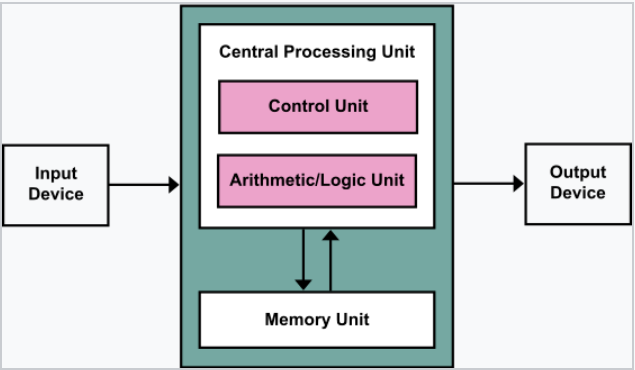 Central Processing Unit
Control Unit
Arithmetic/Logic Unit
Input
Device
Output
Device
Memory Unit